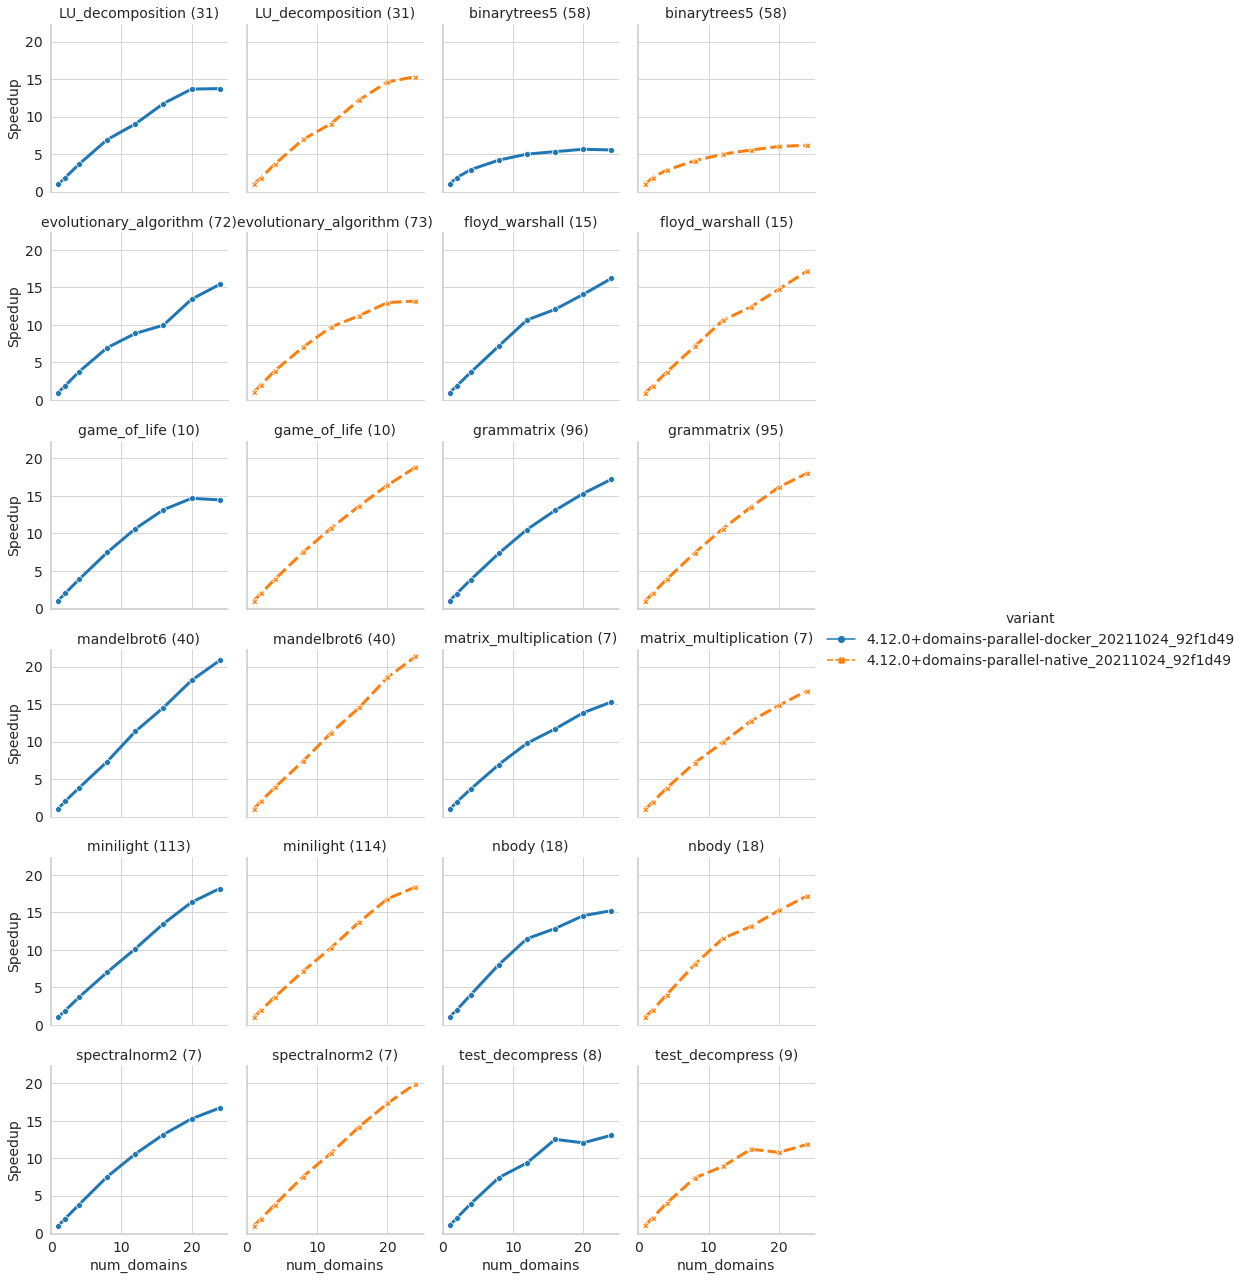 LU_decomposition (31) LU_decomposition (31) binarytrees5 (58) binarytrees5 (58)
20
15
10
5
0
Speedup
evolutionary_algorithm (72) evolutionary_algorithm (73) floyd_warshall (15) floyd_warshall (15)
20
15
10
5
0
Speedup
game_of_life (10) game_of_life (10) grammatrix (96) grammatrix (95)
20
15
10
5
0
Speedup
mandelbrot6 (40) mandelbrot6 (40) matrix_multiplication (7) matrix_multiplication (7)
20
15
10
5
0
Speedup
minilight (113) minilight (114) nbody (18) nbody (18)
20
15
10
5
0
Speedup
spectralnorm2 (7) spectralnorm2 (7) test_decompress (8) test_decompress (9)
20
15
10
5
0
Speedup
0 10 20 0 10 20 0 10 20 0 10 20
num_domains num_domains num_domains num_domains
variant
4.12.0+domains-parallel-docker_20211024_92f1d49
4.12.0+domains-parallel-native_20211024_92f1d49